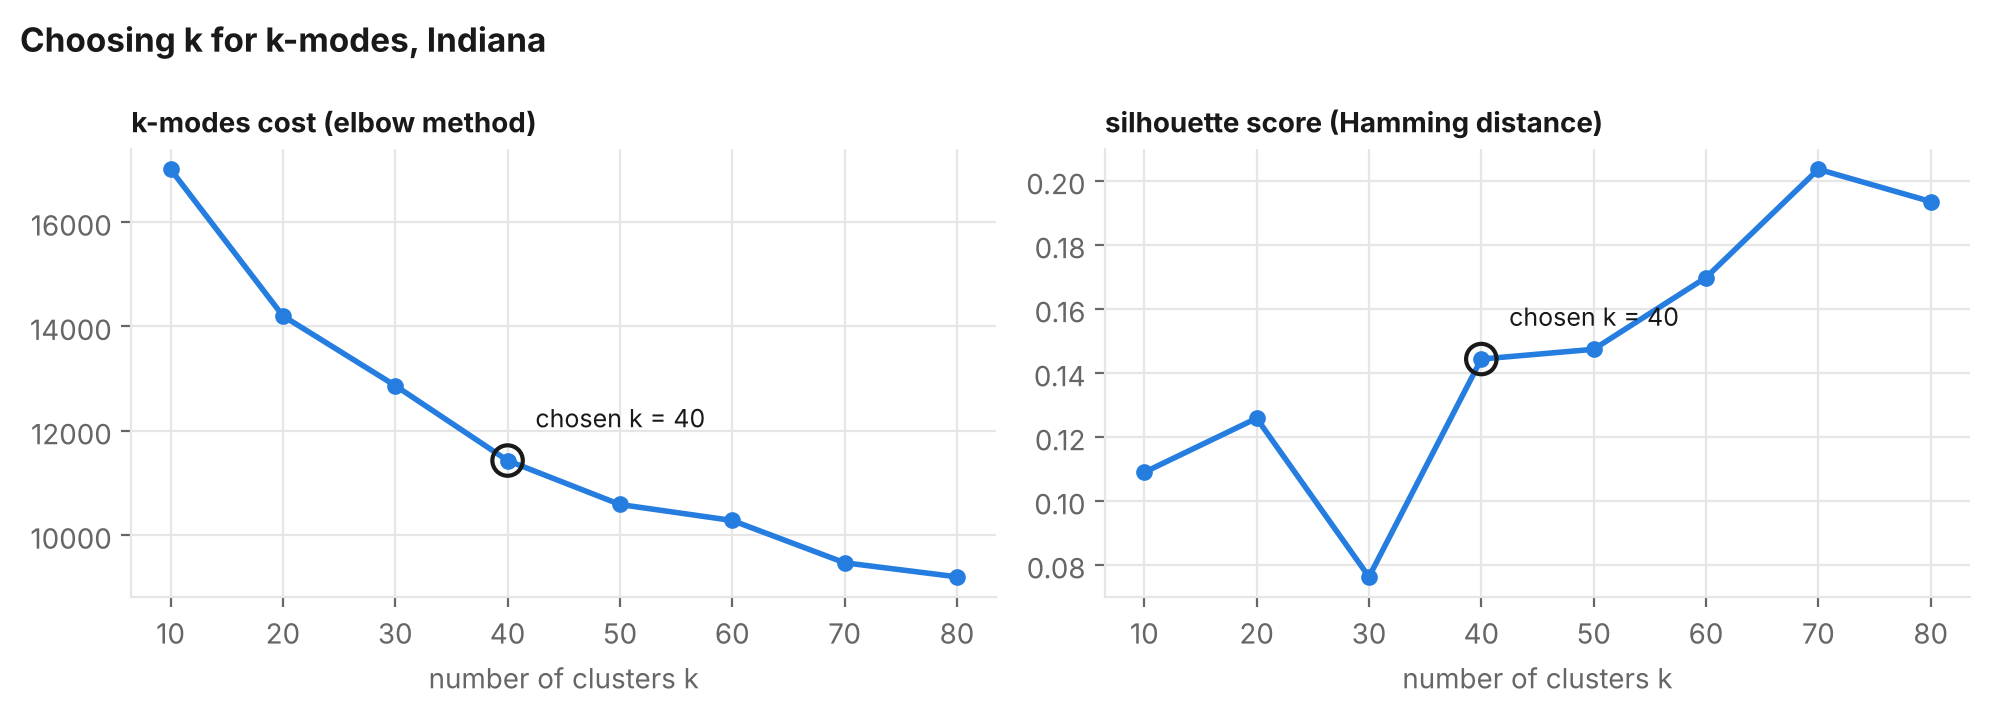 Choosing k for k-modes, Indiana
k-modes cost (elbow method)
16000
14000
12000
10000
chosen k = 40
10 20 30 40 50 60 70 80
number of clusters k
silhouette score (Hamming distance)
0.20
0.18
0.16
0.14
0.12
0.10
0.08
chosen k = 40
10 20 30 40 50 60 70 80
number of clusters k